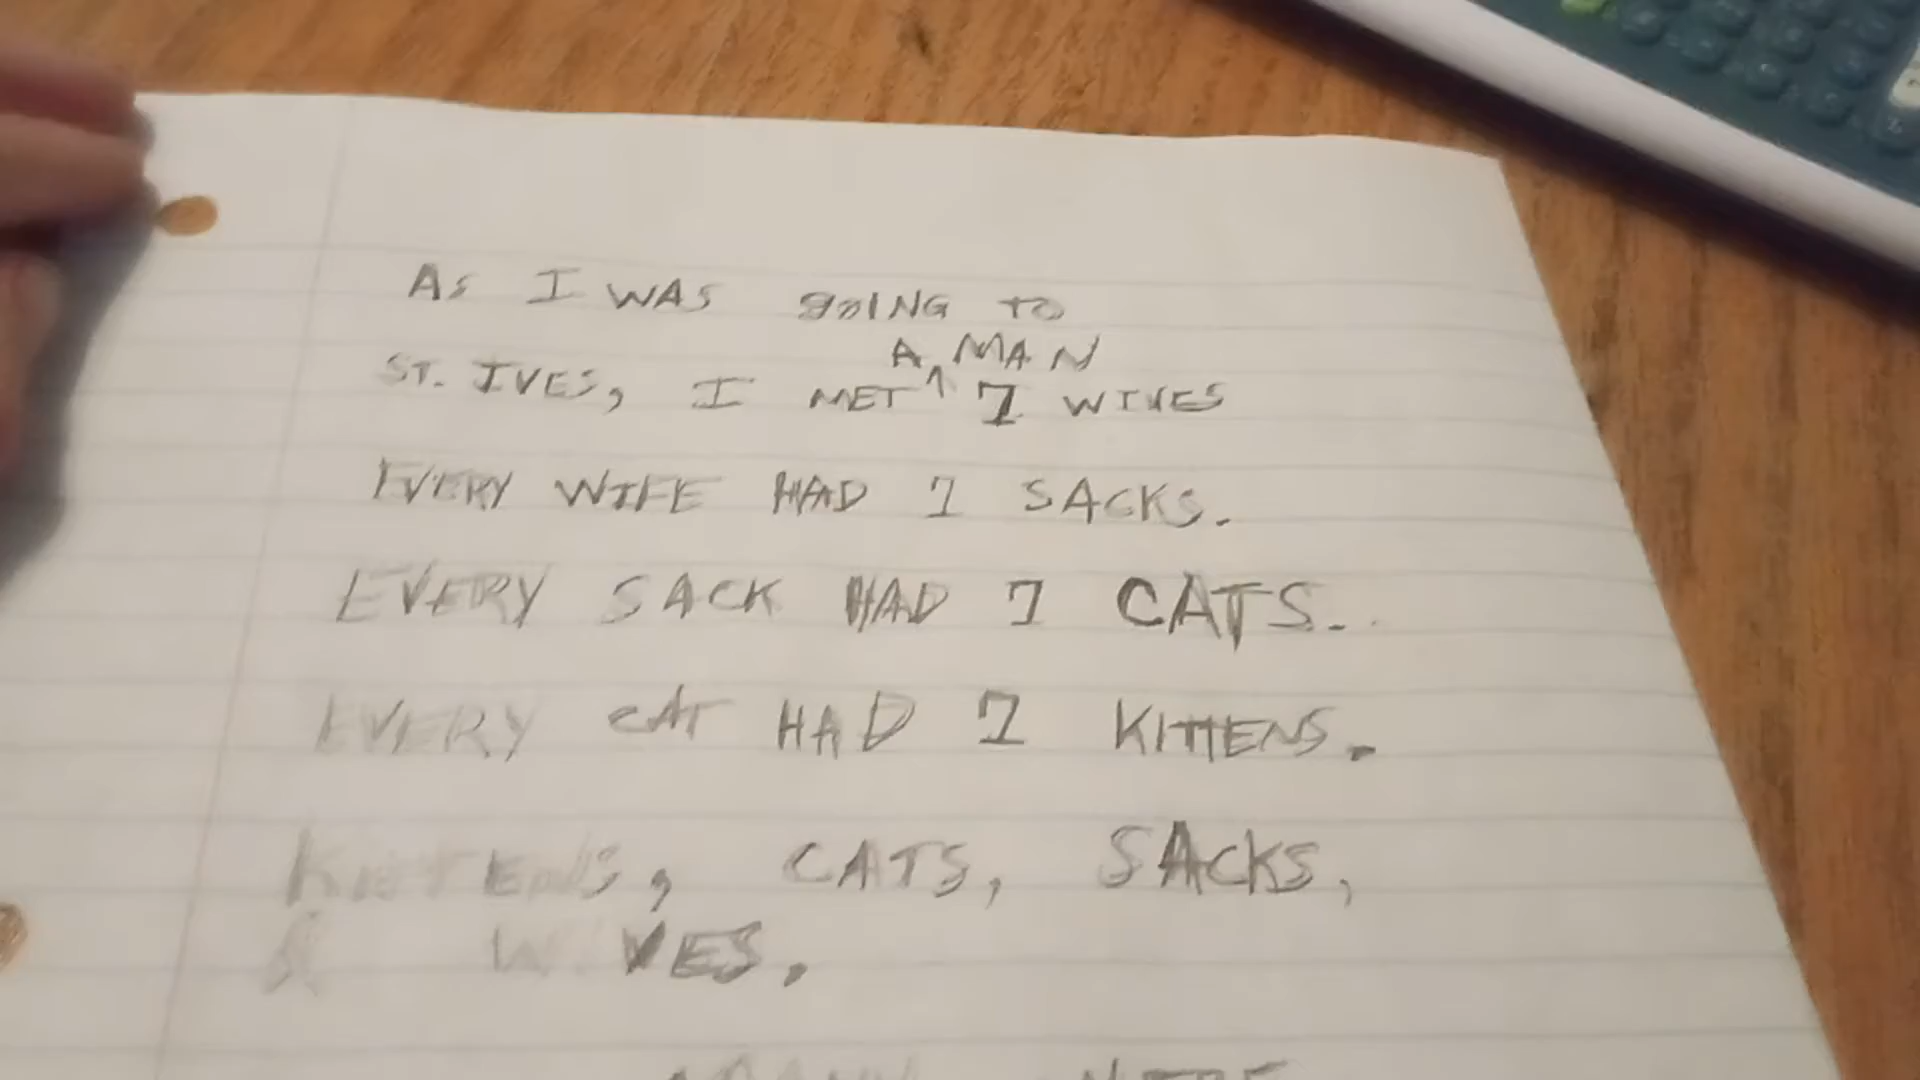 As I WAS gOING TO
A MAN
ST. IVES, I MET ^ 7 WIVES
EVERY WIFE HAD 7 SACKS.
EVERY SACK HAD 7 CATS.
EVERY CAT HAD 7 KITTENS.
KITTENS, CATS, SACKS,
& WIVES,